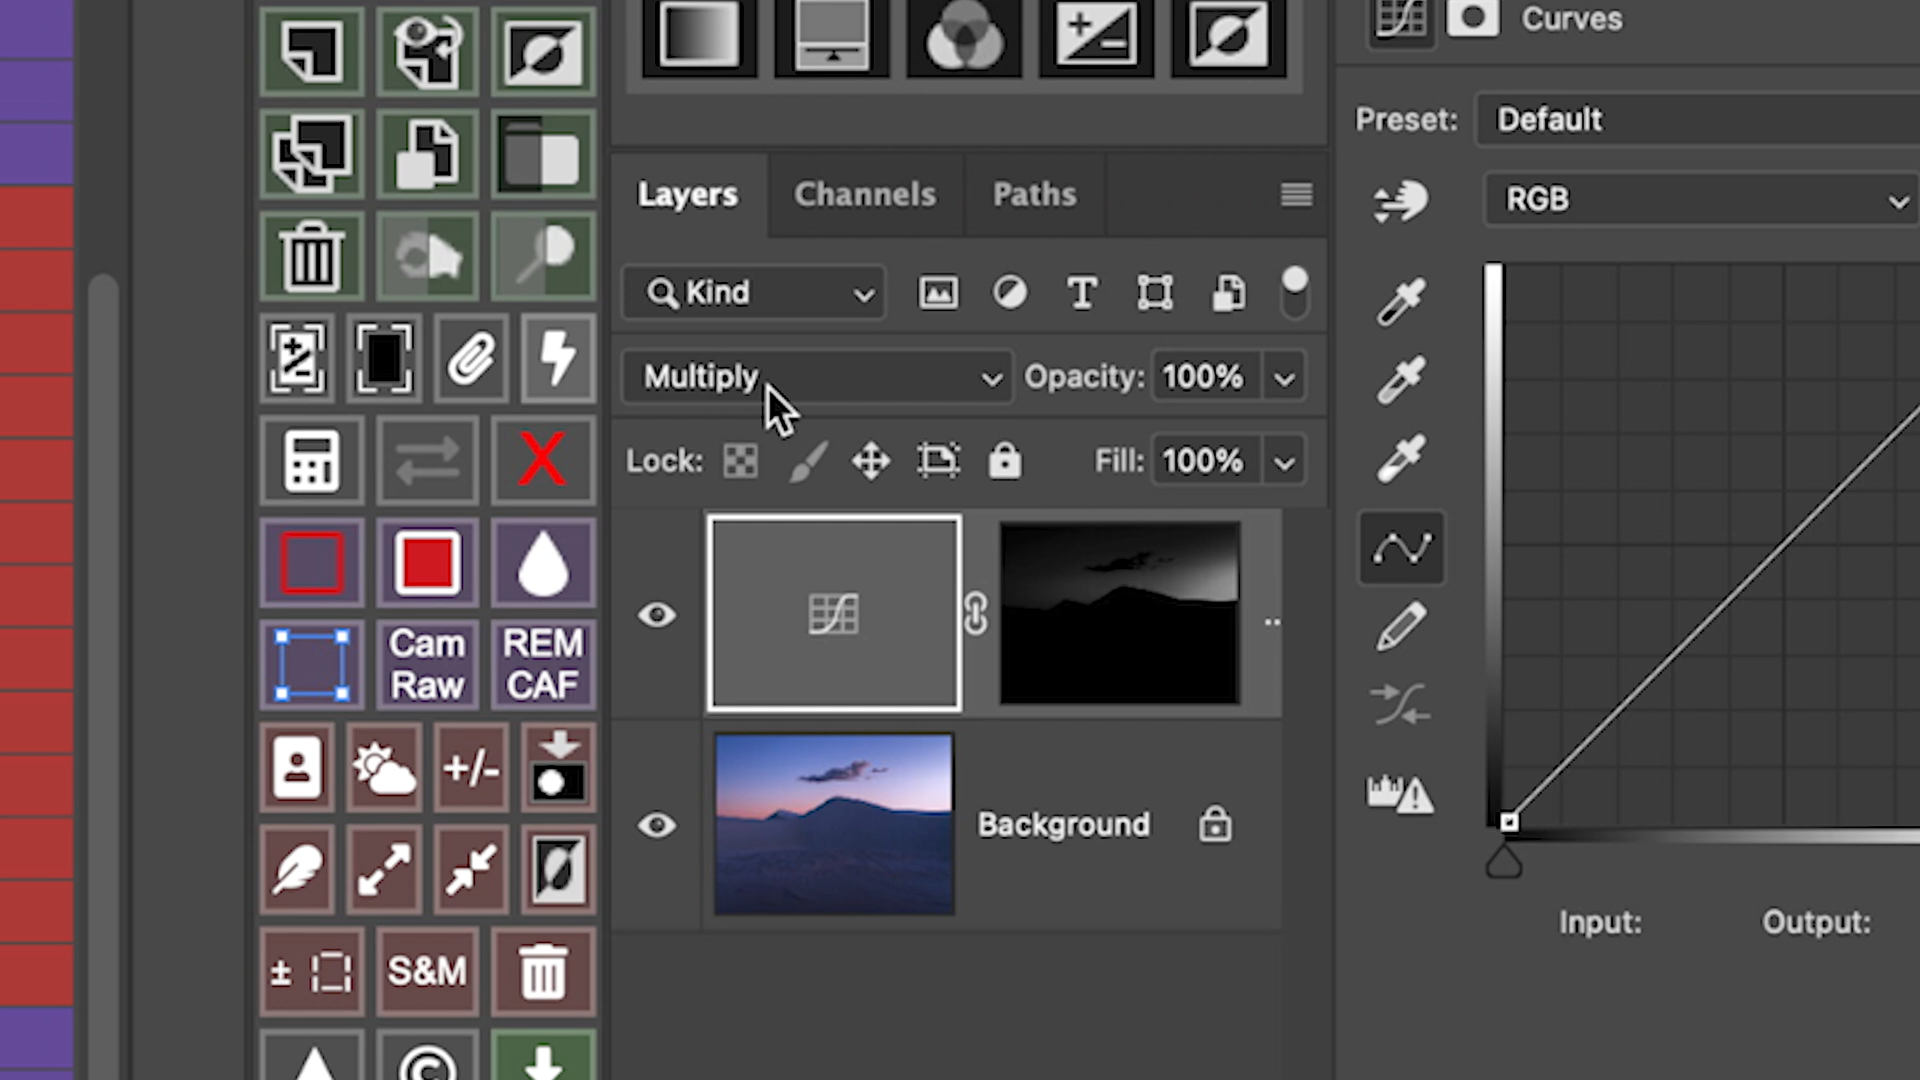 Curves
Preset: Default
RGB
Layers Channels Paths
Kind
Multiply Opacity: 100%
Lock: Fill: 100%
X
Cam
Raw
REM
CAF
+/-
Background
S&M
Input: Output: